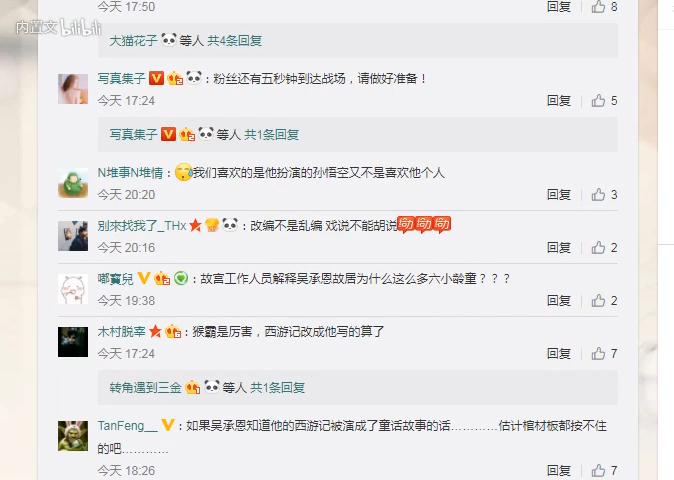 今天 17:50 回复 8
内置文 bilibili
大猫花子 等人 共4条回复
写真集子 V ：粉丝还有五秒钟到达战场，请做好准备！
今天 17:24 回复 5
写真集子 V 等人 共1条回复
N堆事N堆情：我们喜欢的是他扮演的孙悟空又不是喜欢他个人
今天 20:20 回复 3
別來找我了_THx ：改编不是乱编 戏说不能胡说
今天 20:16 回复 2
嘟寶兒 V ：故宫工作人员解释吴承恩故居为什么这么多六小龄童？？？
今天 19:38 回复 2
木村脱宰 ：猴霸是厉害，西游记改成他写的算了
今天 17:24 回复 7
转角遇到三金 等人 共1条回复
TanFeng__ V ：如果吴承恩知道他的西游记被演成了童话故事的话…………估计棺材板都按不住
的吧…………
今天 18:26 回复 7